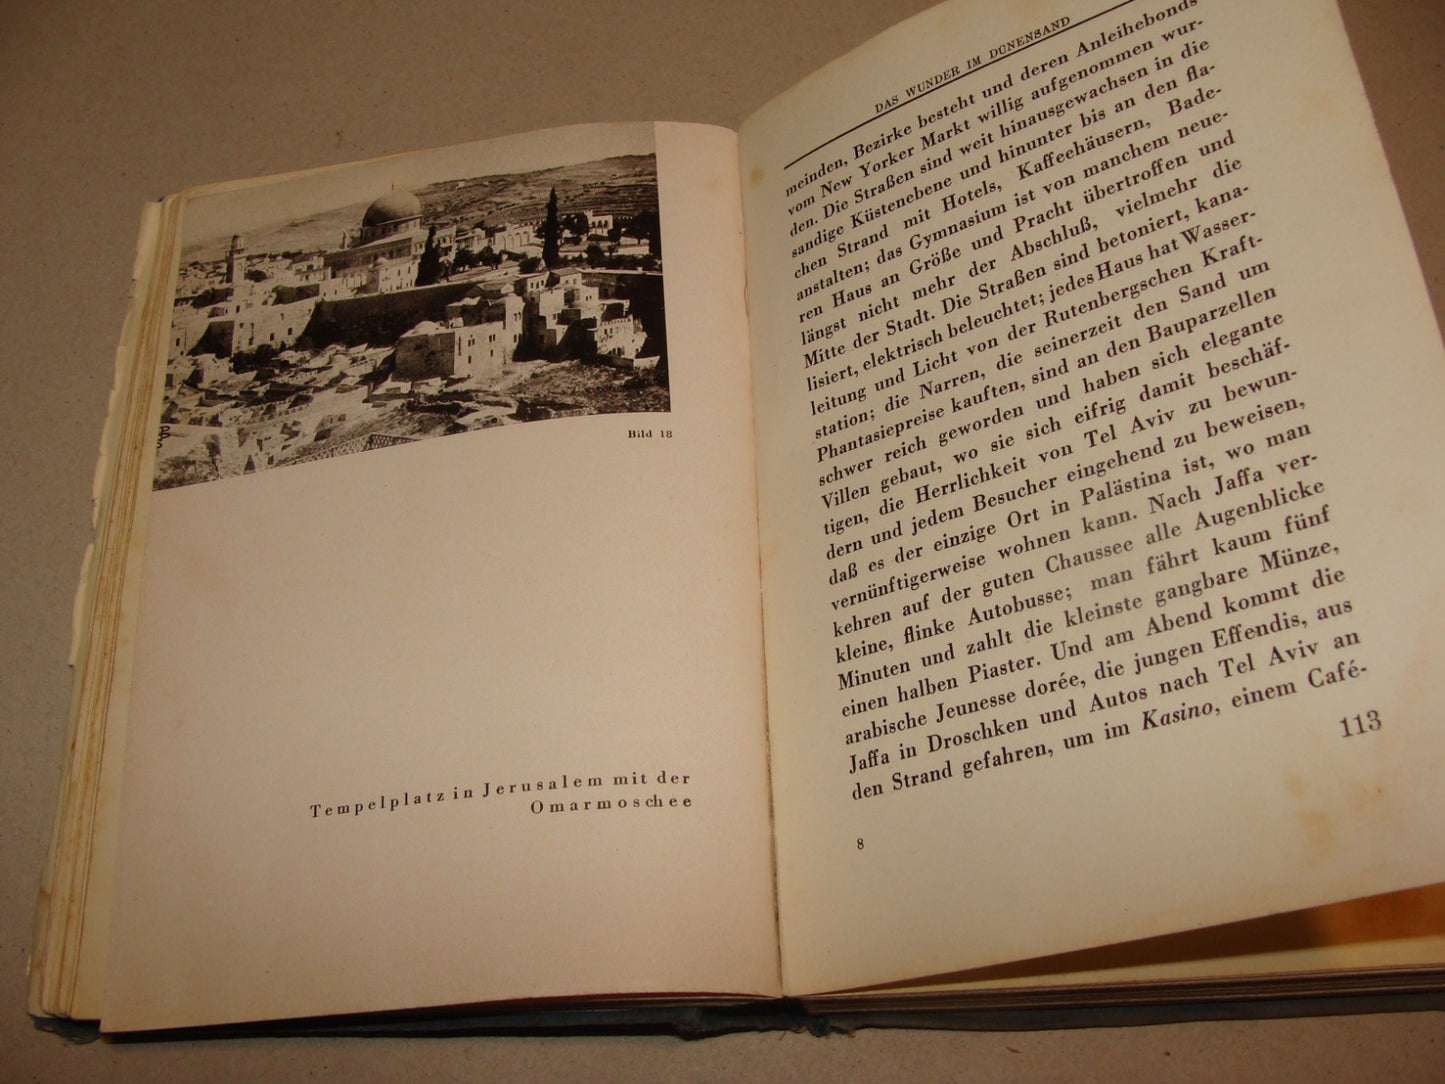 Bild 18
Tempelplatz in Jerusalem mit der
Omarmoschee
DAS WUNDER IM DÜNENSAND
meinden, Bezirke besteht und deren Anleihebonds
vom New Yorker Markt willig aufgenommen wur-
den. Die Straßen sind weit hinausgewachsen in die
sandige Küstenebene und hinunter bis an den fla-
chen Strand mit Hotels, Kaffeehäusern, Bade-
anstalten; das Gymnasium ist von manchem neue-
ren Haus an Größe und Pracht übertroffen und
längst nicht mehr der Abschluß, vielmehr die
Mitte der Stadt. Die Straßen sind betoniert, kana-
lisiert, elektrisch beleuchtet; jedes Haus hat Wasser-
leitung und Licht von der Rutenbergschen Kraft-
station; die Narren, die seinerzeit den Sand um
Phantasiepreise kauften, sind an den Bauparzellen
schwer reich geworden und haben sich elegante
Villen gebaut, wo sie sich eifrig damit beschäf-
tigen, die Herrlichkeit von Tel Aviv zu bewun-
dern und jedem Besucher eingehend zu beweisen,
daß es der einzige Ort in Palästina ist, wo man
vernünftigerweise wohnen kann. Nach Jaffa ver-
kehren auf der guten Chaussee alle Augenblicke
kleine, flinke Autobusse; man fährt kaum fünf
Minuten und zahlt die kleinste gangbare Münze,
einen halben Piaster. Und am Abend kommt die
arabische Jeunesse dorée, die jungen Effendis, aus
Jaffa in Droschken und Autos nach Tel Aviv an
den Strand gefahren, um im Kasino, einem Café-
113
8